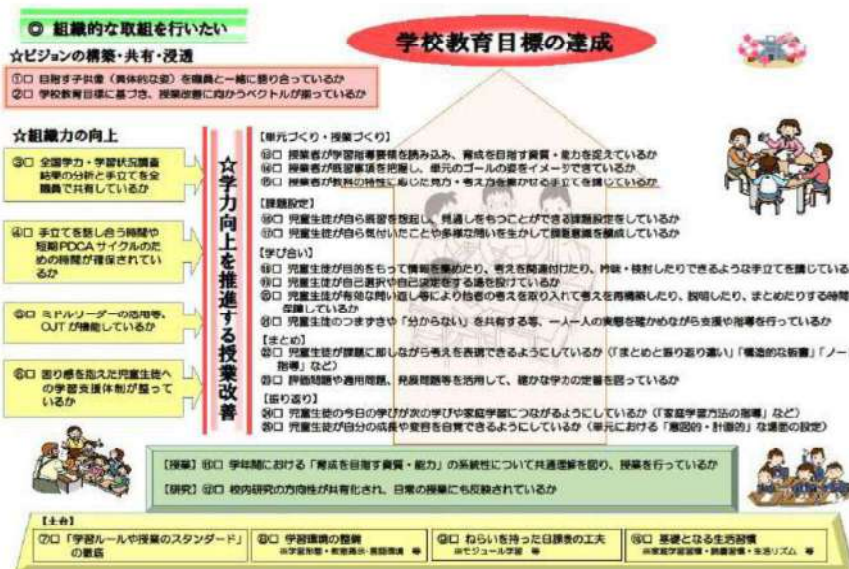 ◎ 組織的な取組を行いたい
学校教育目標の達成
☆ビジョンの構築・共有・浸透
①□ 目指す子供像（具体的な姿）を職員と一緒に語り合っているか
②□ 学校教育目標に基づき、授業改善に向かうベクトルが揃っているか
☆組織力の向上
③□ 全国学力・学習状況調査
結果の分析と手立てを全
職員で共有しているか
④□ 手立てを話し合う時間や
短期PDCAサイクルのた
めの時間が確保されてい
るか
⑤□ ミドルリーダーの活用等、
OJTが機能しているか
⑥□ 困り感を抱えた児童生徒へ
の学習支援体制が整って
いるか
☆学力向上を推進する授業改善
【単元づくり・授業づくり】
⑬□ 授業者が学習指導要領を読み込み、育成を目指す資質・能力を捉えているか
⑭□ 授業者が既習事項を把握し、単元のゴールの姿をイメージできているか
⑮□ 授業者が教科の特性に応じた見方・考え方を働かせる手立てを講じているか
【課題設定】
⑯□ 児童生徒が自ら既習を想起し、見通しをもつことができる課題設定をしているか
⑰□ 児童生徒が自ら気付いたことや多様な問いを生かして課題意識を醸成しているか
【学び合い】
⑱□ 児童生徒が目的をもって情報を集めたり、考えを関連付けたり、吟味・検討したりできるような手立てを講じている
⑲□ 児童生徒が自己選択や自己決定をする場を設けているか
⑳□ 児童生徒が有効な問い返し等により他者の考えを取り入れて考えを再構築したり、説明したり、まとめたりする時間
保障しているか
㉑□ 児童生徒のつまずきや「分からない」を共有する等、一人一人の実態を確かめながら支援や指導を行っているか
【まとめ】
㉒□ 児童生徒が課題に即しながら考えを表現できるようにしているか（「まとめと振り返り違い」「構造的な板書」「ノート
指導」など）
㉓□ 評価問題や適用問題、発展問題等を活用して、確かな学力の定着を図っているか
【振り返り】
㉔□ 児童生徒の今日の学びが次の学びや家庭学習につながるようにしているか（「家庭学習方法の指導」など）
㉕□ 児童生徒が自分の成長や変容を自覚できるようにしているか（単元における「意図的・計画的」な場面の設定）
【授業】⑪□ 学年間における「育成を目指す資質・能力」の系統性について共通理解を図り、授業を行っているか
【研究】⑫□ 校内研究の方向性が共有化され、日常の授業にも反映されているか
【土台】
⑦□ 「学習ルールや授業のスタンダード」
の徹底
⑧□ 学習環境の整備
※学習形態・教室掲示・言語環境 等
⑨□ ねらいを持った日課表の工夫
※モジュール学習 等
⑩□ 基礎となる生活習慣
※家庭学習習慣・読書習慣・生活リズム 等